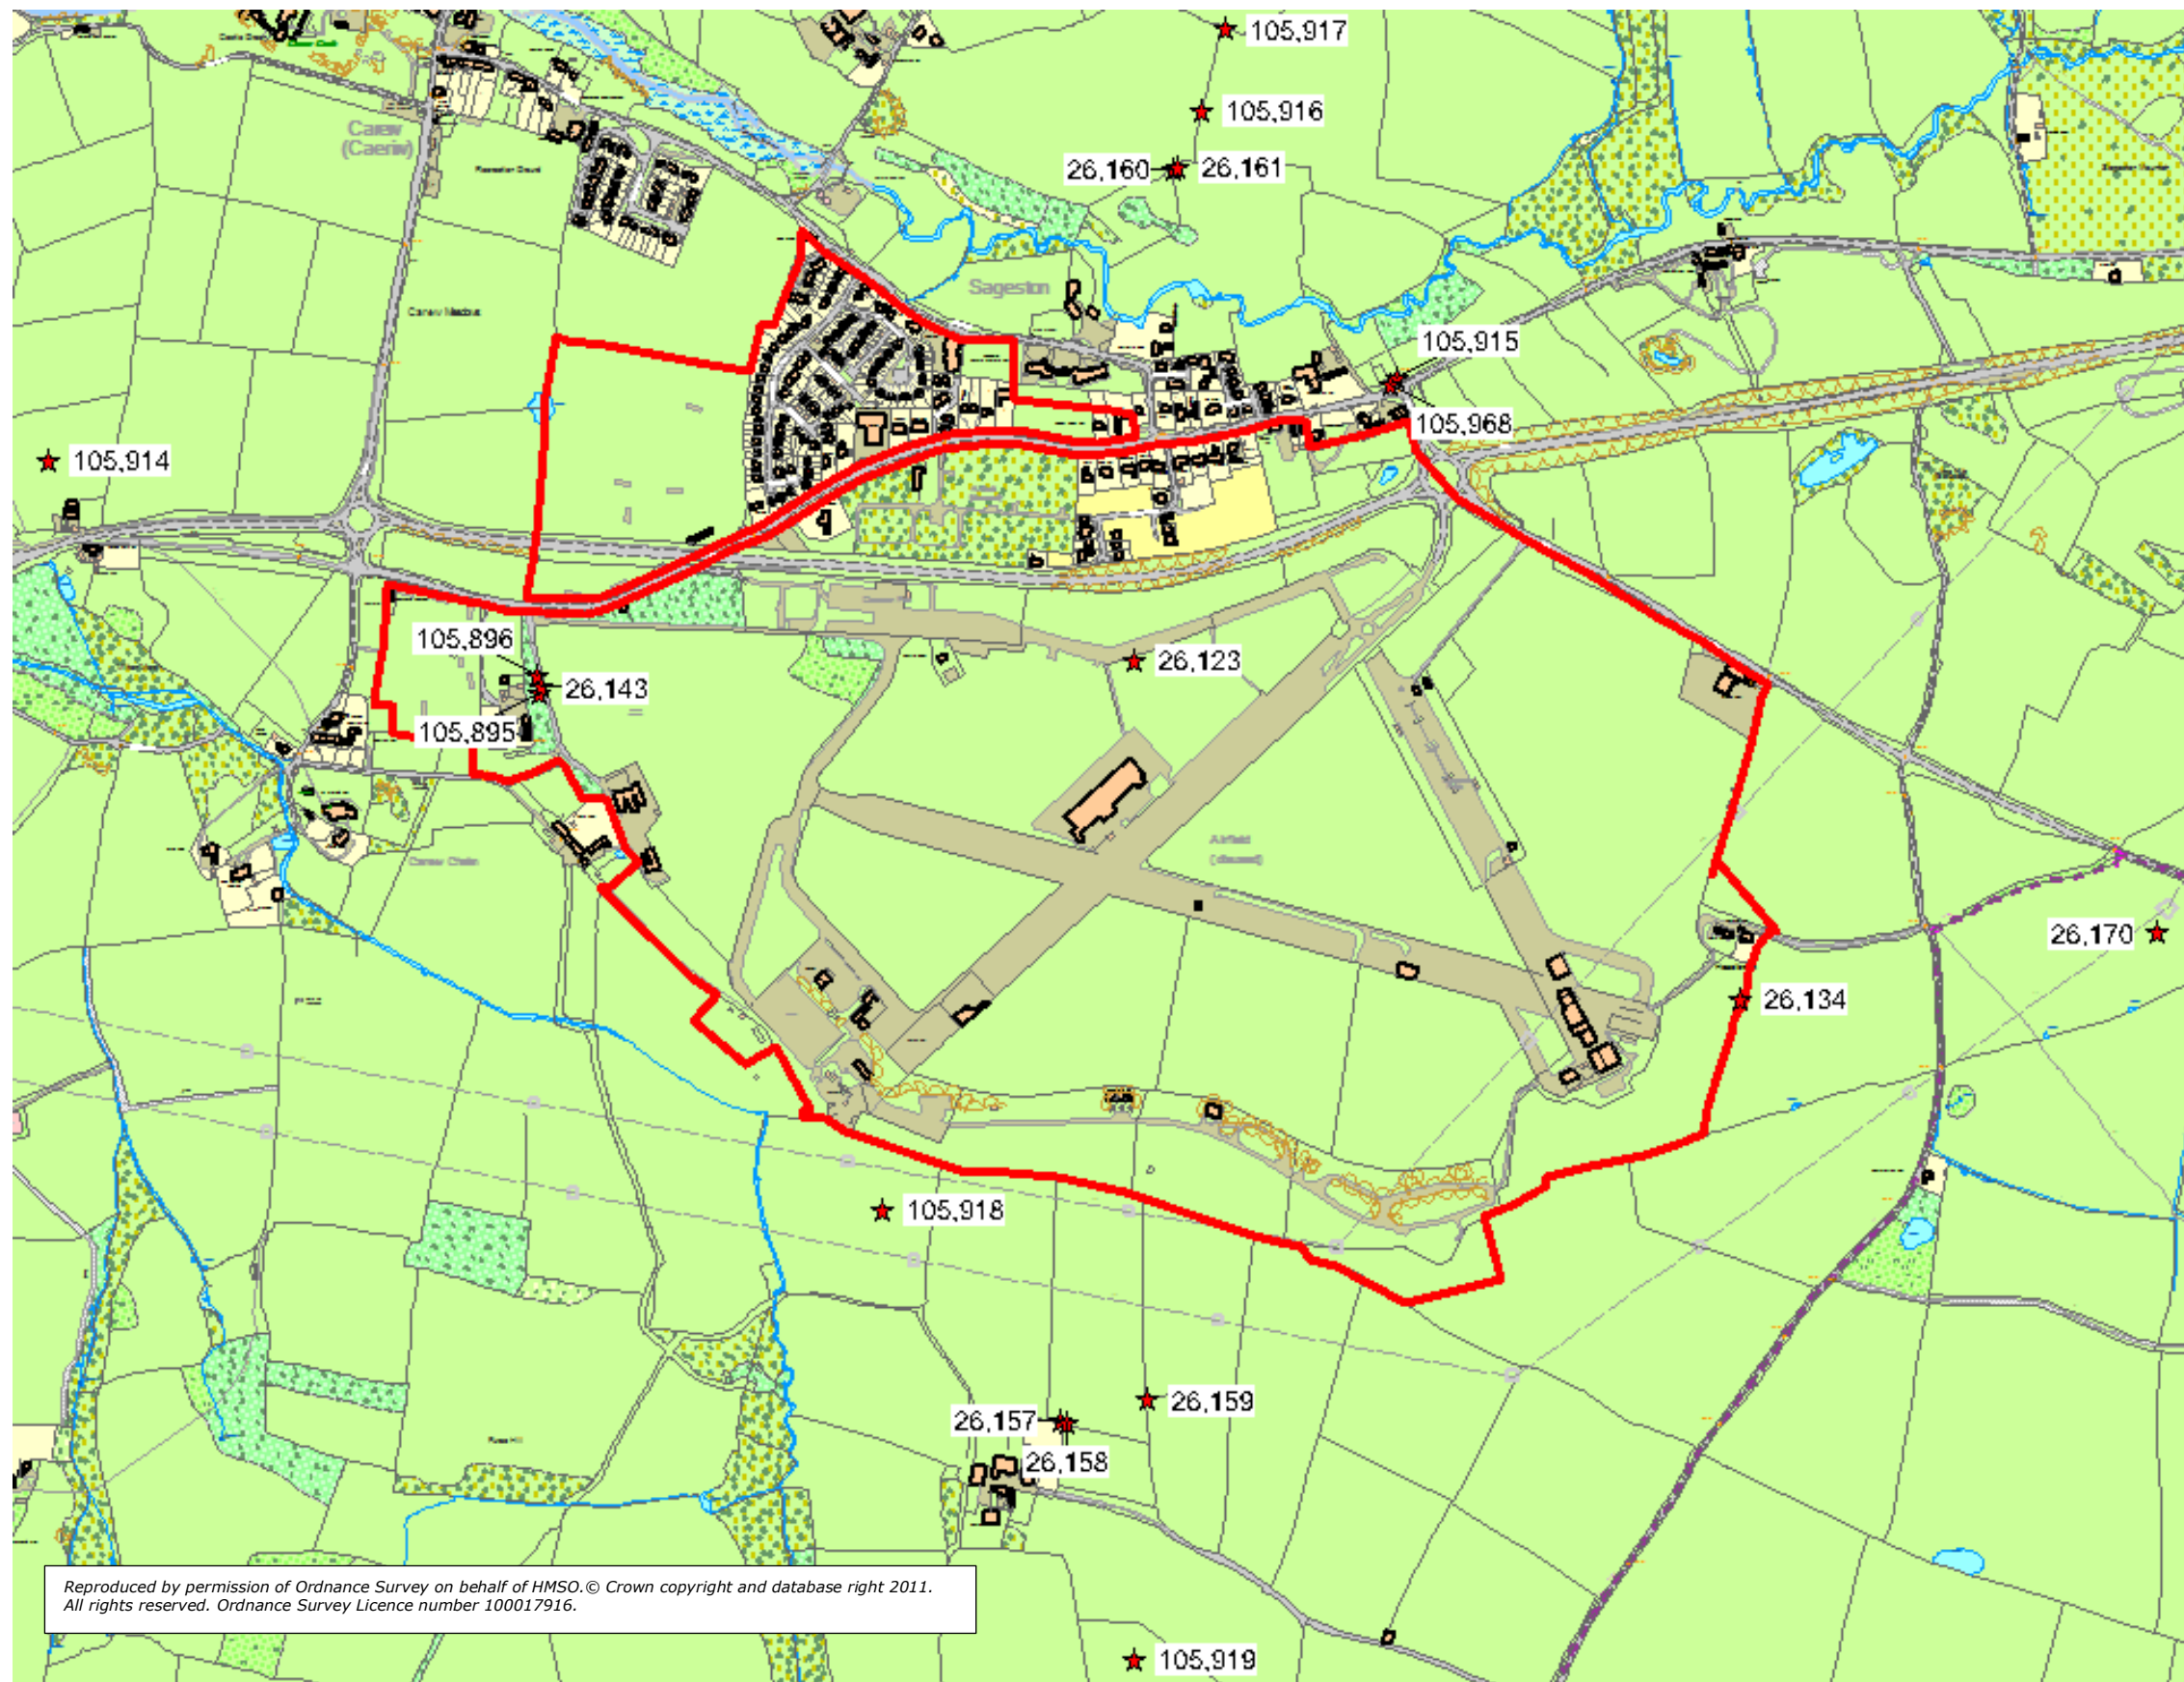 105,917
105,916
Carew
(Caeriw)
26,160
26,161
Sageston
105,915
105,968
105,914
105,896
26,123
26,143
105,895
Airfield
(disused)
26,170
26,134
105,918
26,159
26,157
26,158
Reproduced by permission of Ordnance Survey on behalf of HMSO.© Crown copyright and database right 2011.
All rights reserved. Ordnance Survey Licence number 100017916.
105,919